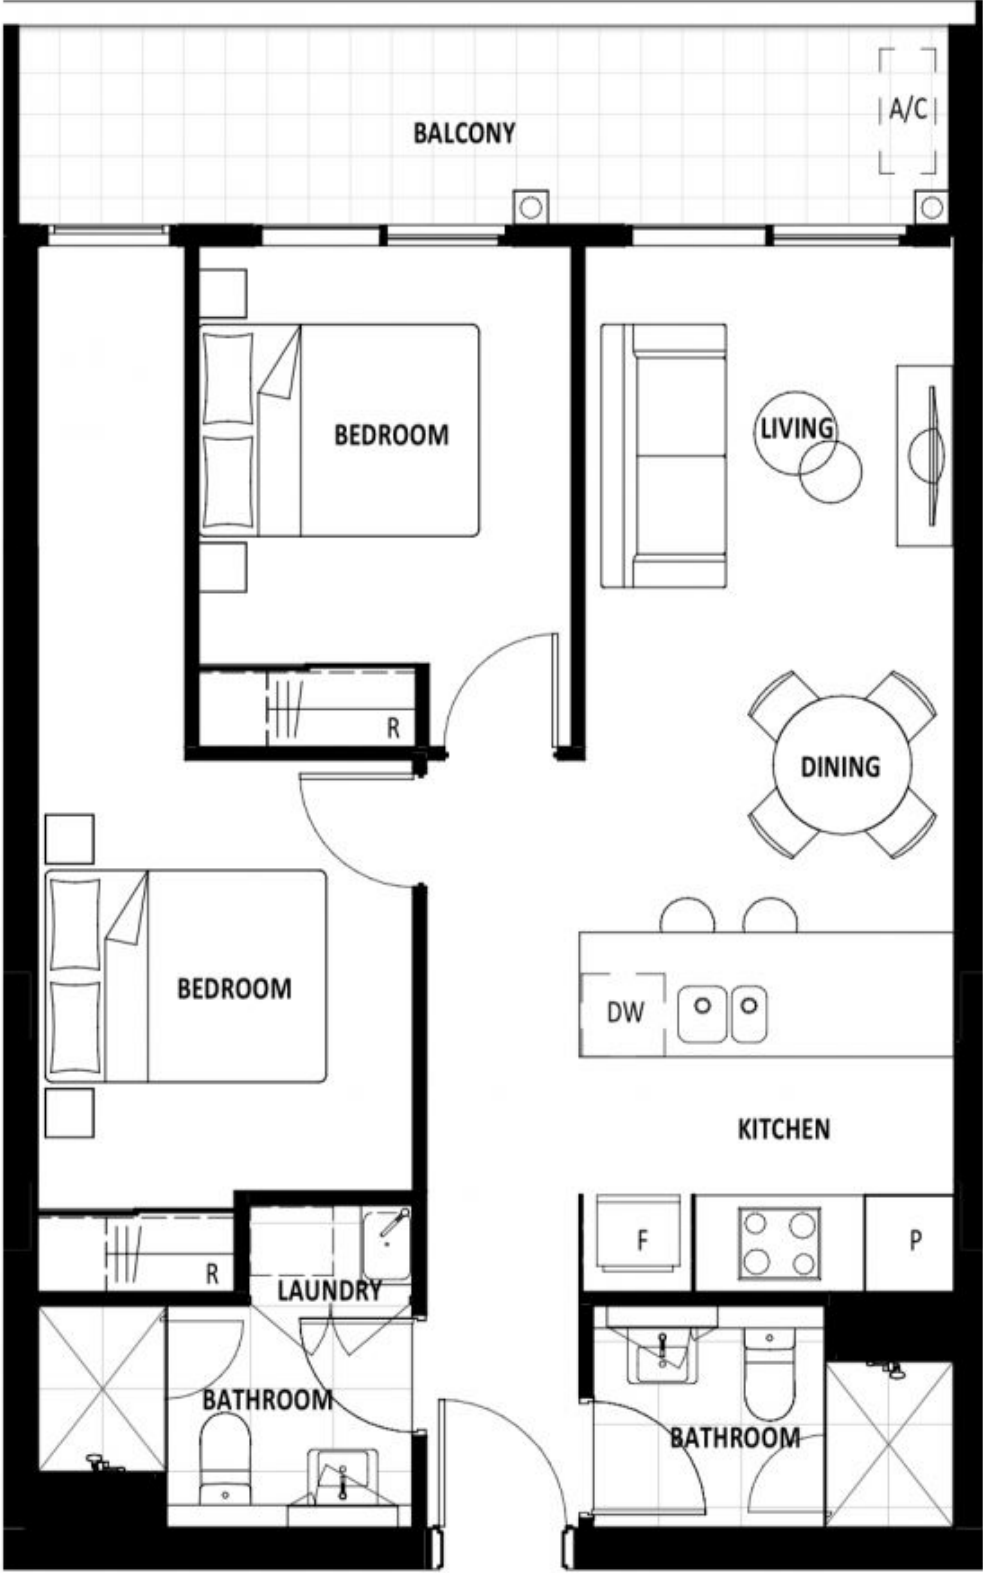 A/C
BALCONY
BEDROOM
LIVING
R
DINING
BEDROOM
DW
KITCHEN
F
P
R
LAUNDRY
BATHROOM
BATHROOM